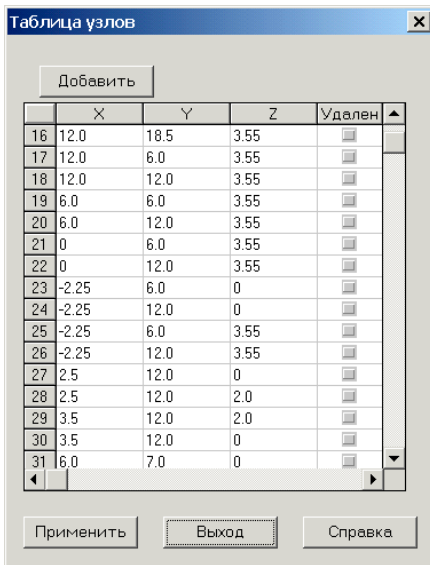 Таблица узлов
Добавить
X Y Z Удален
16 12.0 18.5 3.55
17 12.0 6.0 3.55
18 12.0 12.0 3.55
19 6.0 6.0 3.55
20 6.0 12.0 3.55
21 0 6.0 3.55
22 0 12.0 3.55
23 -2.25 6.0 0
24 -2.25 12.0 0
25 -2.25 6.0 3.55
26 -2.25 12.0 3.55
27 2.5 12.0 0
28 2.5 12.0 2.0
29 3.5 12.0 2.0
30 3.5 12.0 0
31 6.0 7.0 0
Применить Выход Справка